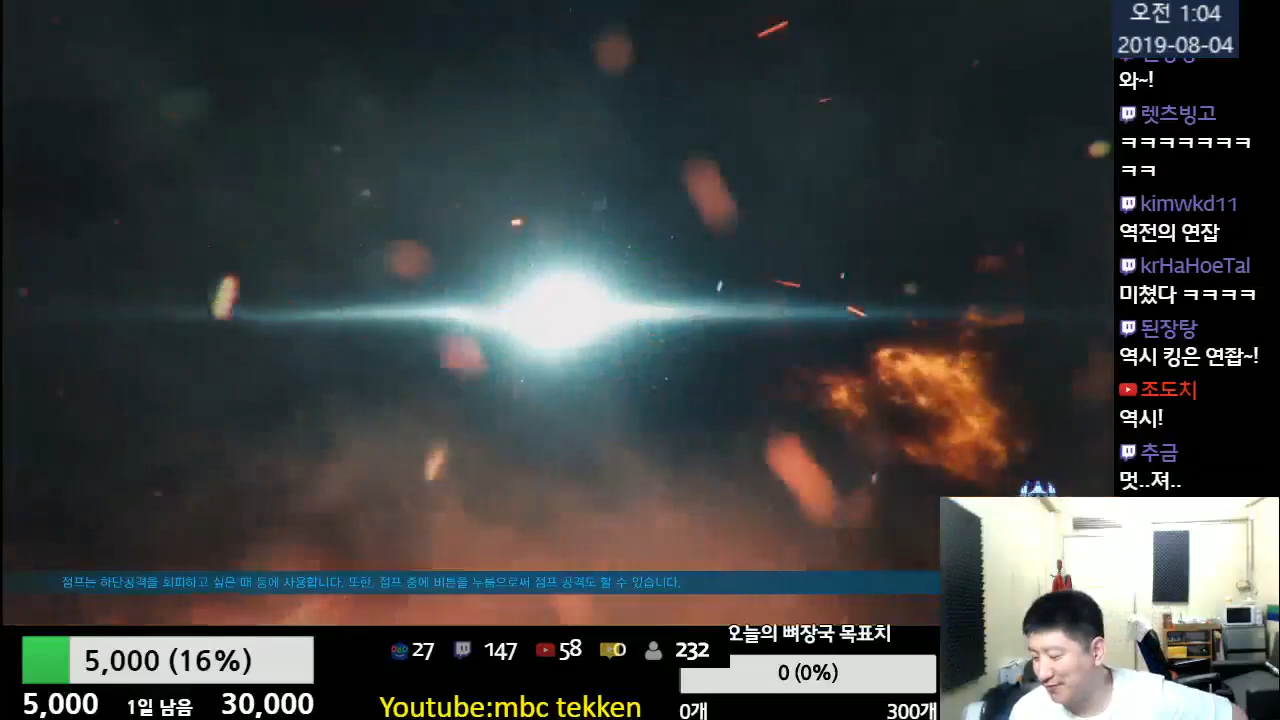 오전 1:04
2019-08-04
와~!
렛츠빙고
ㅋㅋㅋㅋㅋㅋㅋ
ㅋㅋ
kimwkd11
역전의 연잡
krHaHoeTal
미쳤다 ㅋㅋㅋㅋ
된장탕
역시 킹은 연좝~!
조도치
역시!
추금
멋..져..
점프는 하단공격을 회피하고 싶은 때 등에 사용합니다. 또한, 점프 중에 버튼을 누름으로써 점프 공격도 할 수 있습니다.
5,000 (16%)
5,000 1일 남음 30,000
27 147 58 0 232
Youtube:mbc tekken
오늘의 뼈장국 목표치
0 (0%)
0개 300개